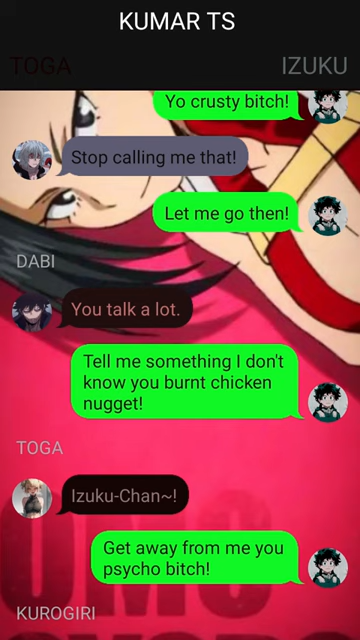 KUMAR TS
TOGA
IZUKU
Yo crusty bitch!
Stop calling me that!
Let me go then!
DABI
You talk a lot.
Tell me something I don't
know you burnt chicken
nugget!
TOGA
Izuku-Chan~!
Get away from me you
psycho bitch!
KUROGIRI